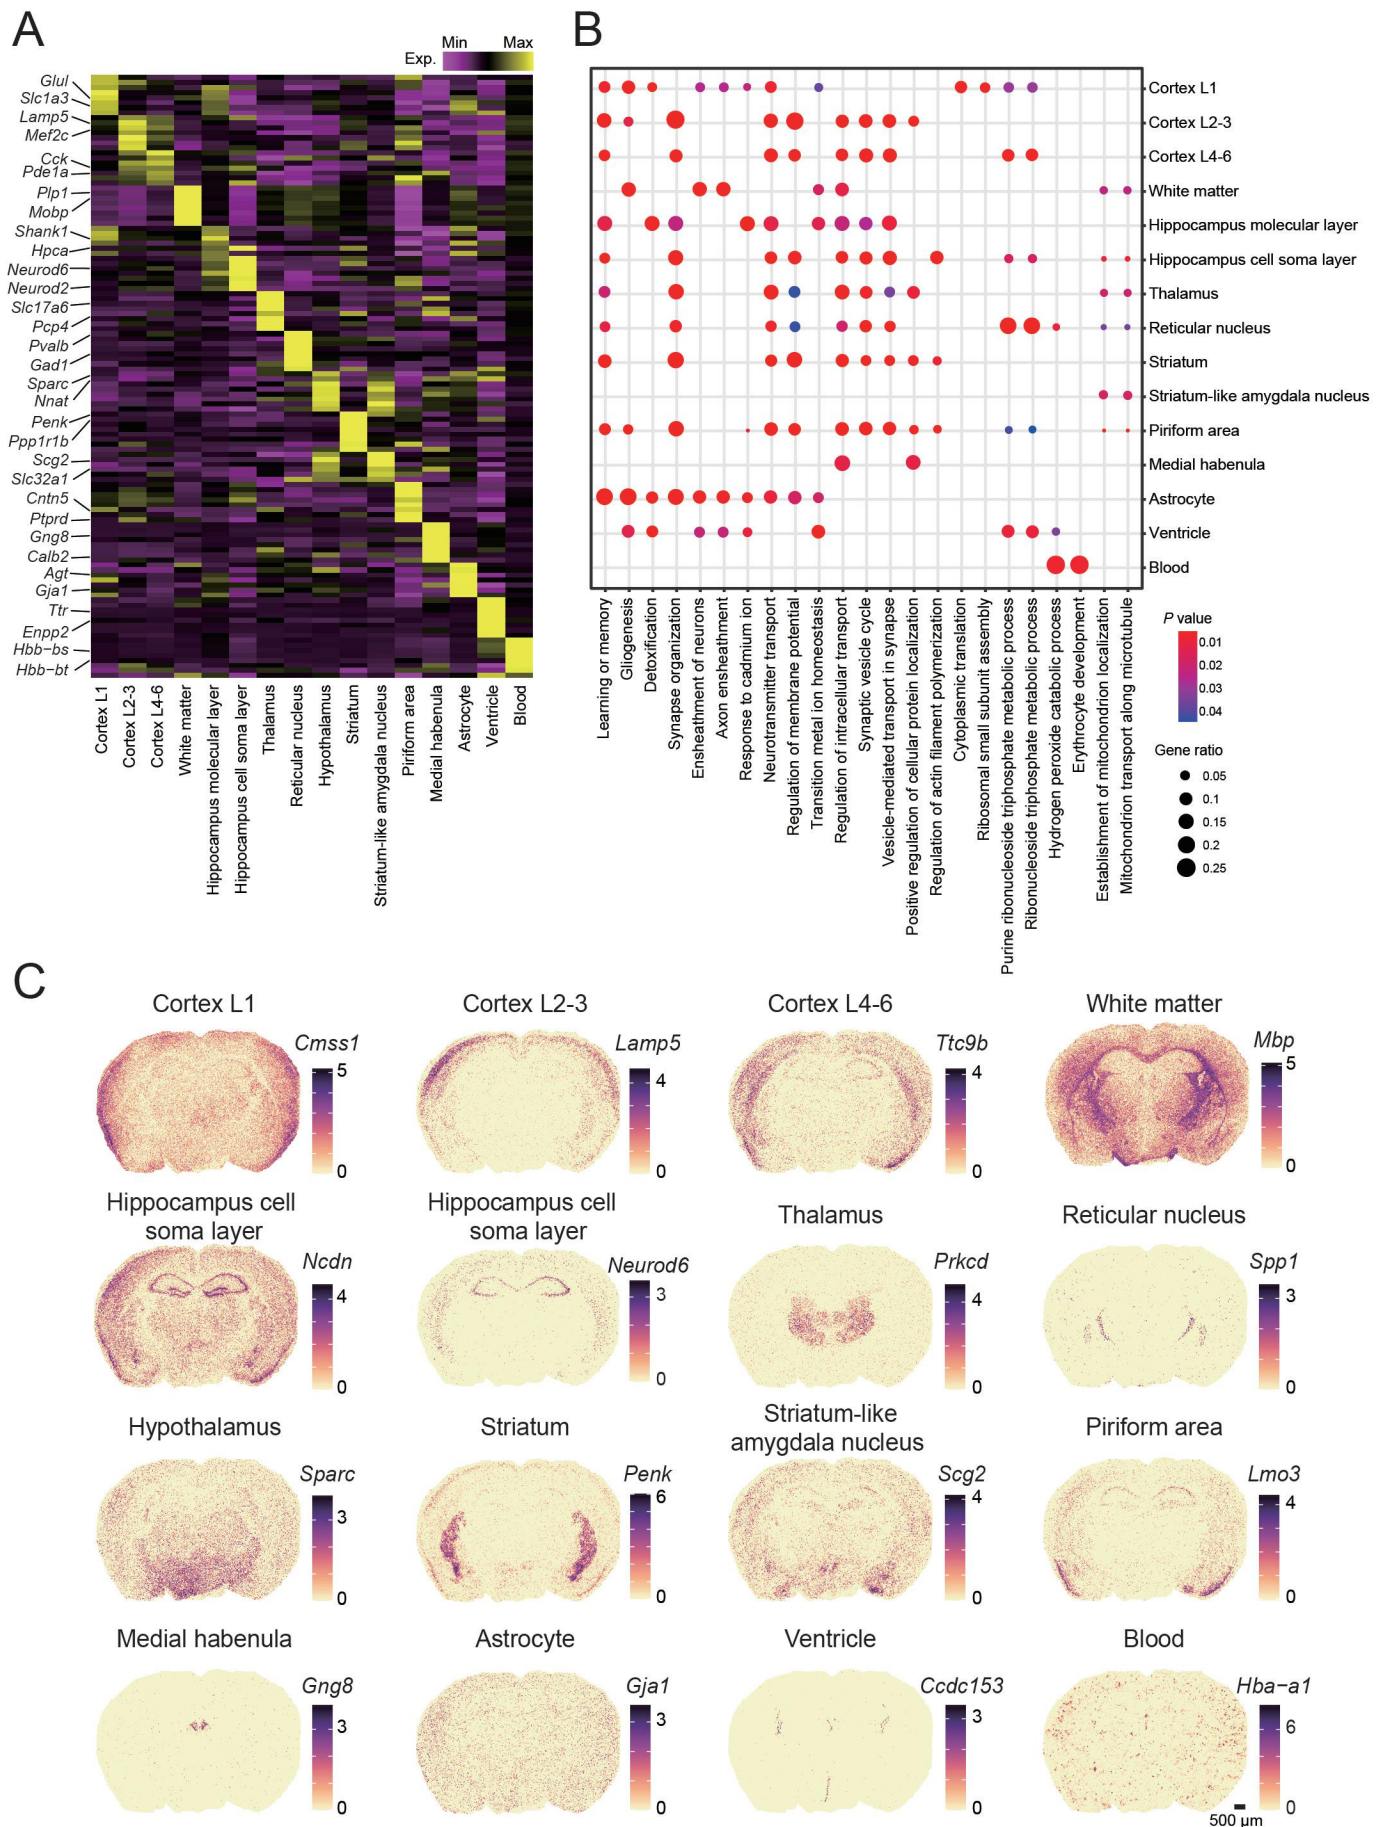 A
Min Max
Exp.
Glul
Slc1a3
Lamp5
Mef2c
Cck
Pde1a
Plp1
Mobp
Shank1
Hpca
Neurod6
Neurod2
Slc17a6
Pcp4
Pvalb
Gad1
Sparc
Nnat
Penk
Ppp1r1b
Scg2
Slc32a1
Cntn5
Ptprd
Gng8
Calb2
Agt
Gja1
Ttr
Enpp2
Hbb-bs
Hbb-bt
Cortex L1
Cortex L2-3
Cortex L4-6
White matter
Hippocampus molecular layer
Hippocampus cell soma layer
Thalamus
Reticular nucleus
Hypothalamus
Striatum
Striatum-like amygdala nucleus
Piriform area
Medial habenula
Astrocyte
Ventricle
Blood
B
Cortex L1
Cortex L2-3
Cortex L4-6
White matter
Hippocampus molecular layer
Hippocampus cell soma layer
Thalamus
Reticular nucleus
Striatum
Striatum-like amygdala nucleus
Piriform area
Medial habenula
Astrocyte
Ventricle
Blood
Learning or memory
Gliogenesis
Detoxification
Synapse organization
Ensheathment of neurons
Axon ensheathment
Response to cadmium ion
Neurotransmitter transport
Regulation of membrane potential
Transition metal ion homeostasis
Regulation of intracellular transport
Synaptic vesicle cycle
Vesicle-mediated transport in synapse
Positive regulation of cellular protein localization
Regulation of actin filament polymerization
Cytoplasmic translation
Ribosomal small subunit assembly
Purine ribonucleoside triphosphate metabolic process
Ribonucleoside triphosphate metabolic process
Hydrogen peroxide catabolic process
Erythrocyte development
Establishment of mitochondrion localization
Mitochondrion transport along microtubule
P value
0.01
0.02
0.03
0.04
Gene ratio
0.05
0.1
0.15
0.2
0.25
C
Cortex L1
Cmss1
5
0
Cortex L2-3
Lamp5
4
0
Cortex L4-6
Ttc9b
4
0
White matter
Mbp
5
0
Hippocampus cell
soma layer
Ncdn
4
0
Hippocampus cell
soma layer
Neurod6
3
0
Thalamus
Prkcd
4
0
Reticular nucleus
Spp1
3
0
Hypothalamus
Sparc
3
0
Striatum
Penk
6
0
Striatum-like
amygdala nucleus
Scg2
4
0
Piriform area
Lmo3
4
0
Medial habenula
Gng8
3
0
Astrocyte
Gja1
3
0
Ventricle
Ccdc153
3
0
Blood
Hba−a1
6
0
500 µm